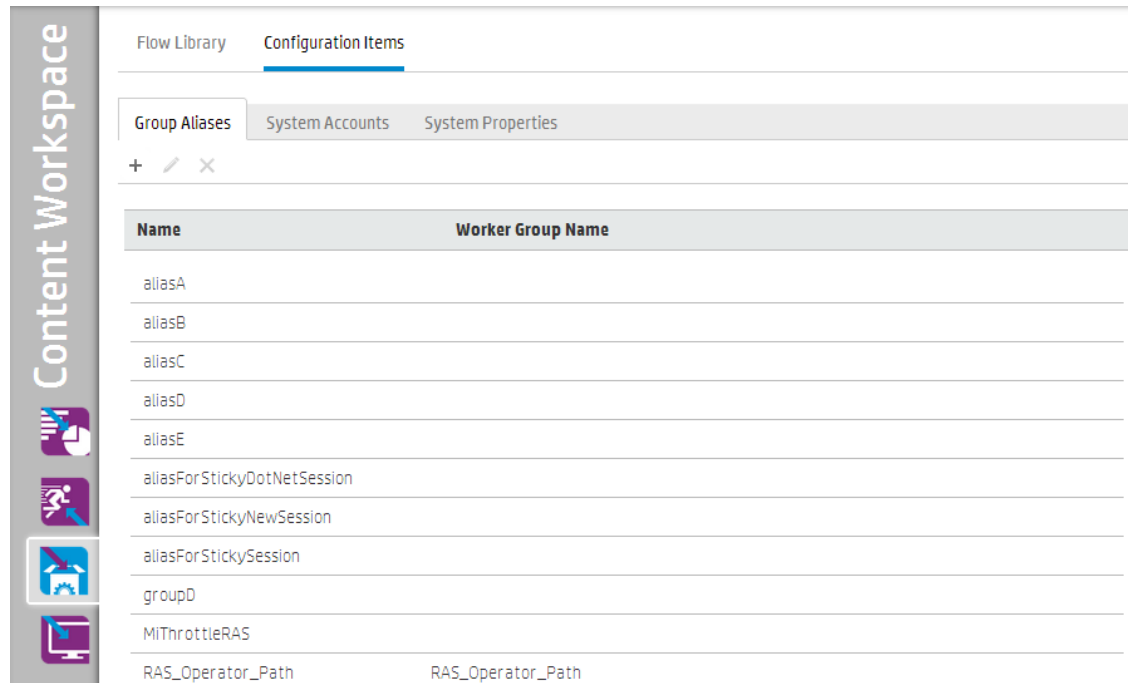 Content Workspace
Flow Library Configuration Items
Group Aliases System Accounts System Properties
Name Worker Group Name
aliasA
aliasB
aliasC
aliasD
aliasE
aliasForStickyDotNetSession
aliasForStickyNewSession
aliasForStickySession
groupD
MiThrottleRAS
RAS_Operator_Path RAS_Operator_Path